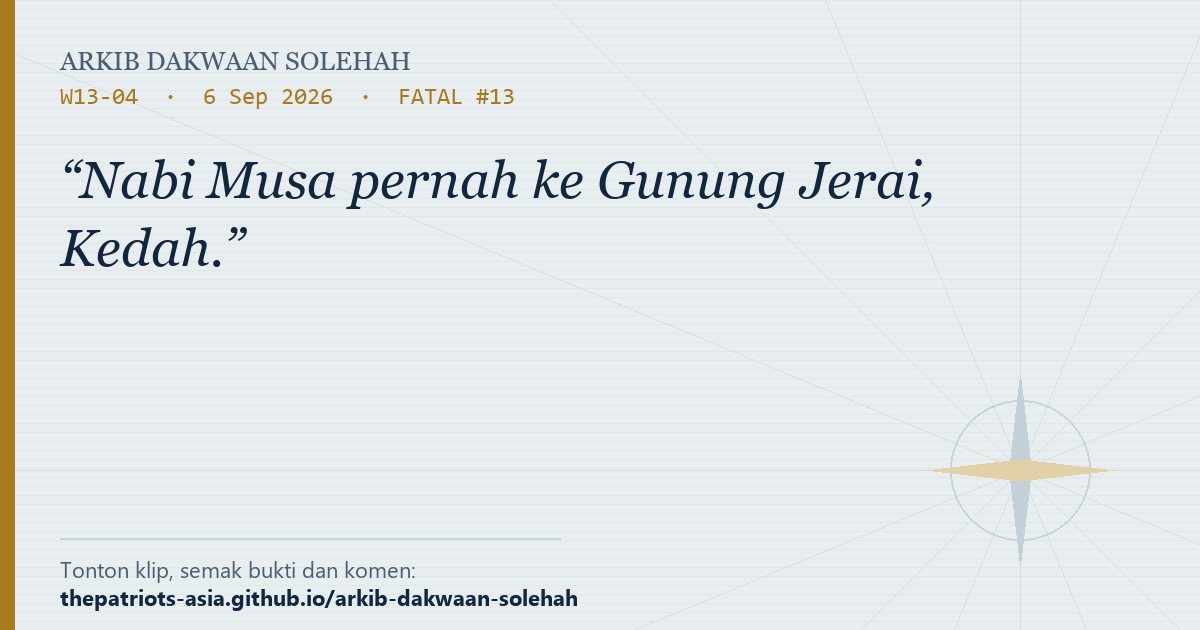 ARKIB DAKWAAN SOLEHAH
W13-04 · 6 Sep 2026 · FATAL #13
“Nabi Musa pernah ke Gunung Jerai,
Kedah.”
Tonton klip, semak bukti dan komen:
thepatriots-asia.github.io/arkib-dakwaan-solehah